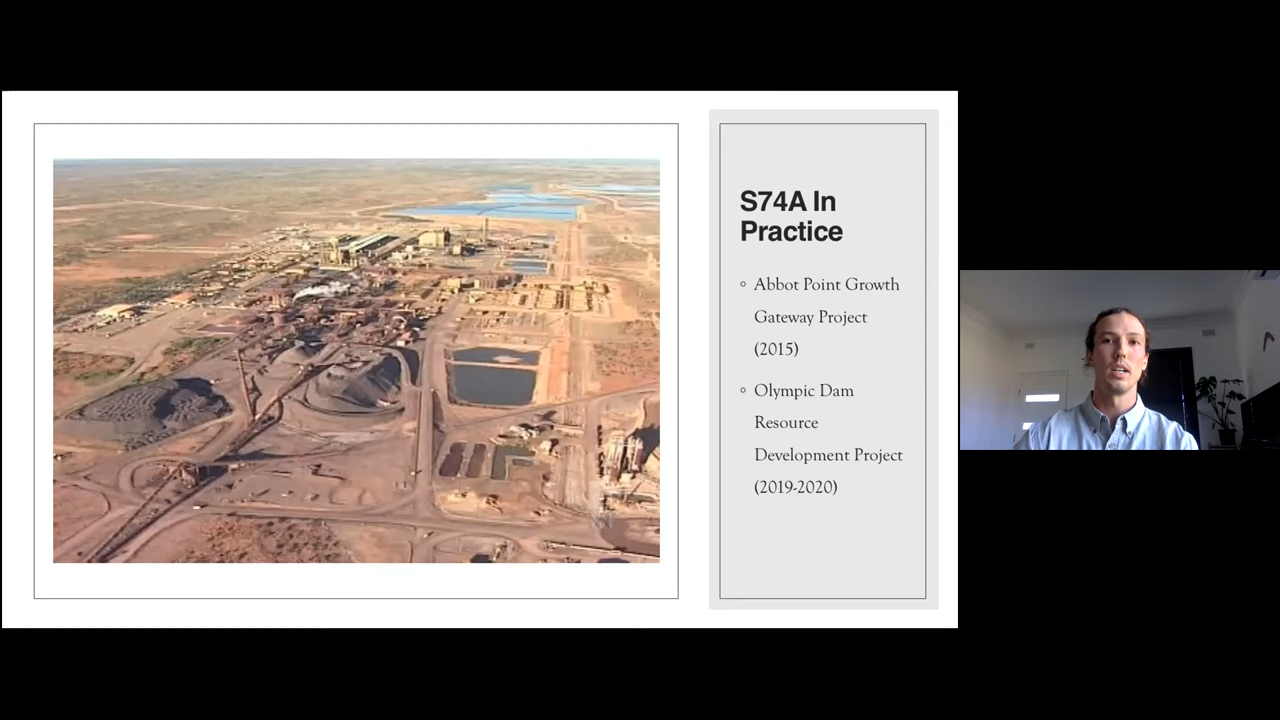 S74A In
Practice
◦ Abbot Point Growth
Gateway Project
(2015)
◦ Olympic Dam
Resource
Development Project
(2019-2020)